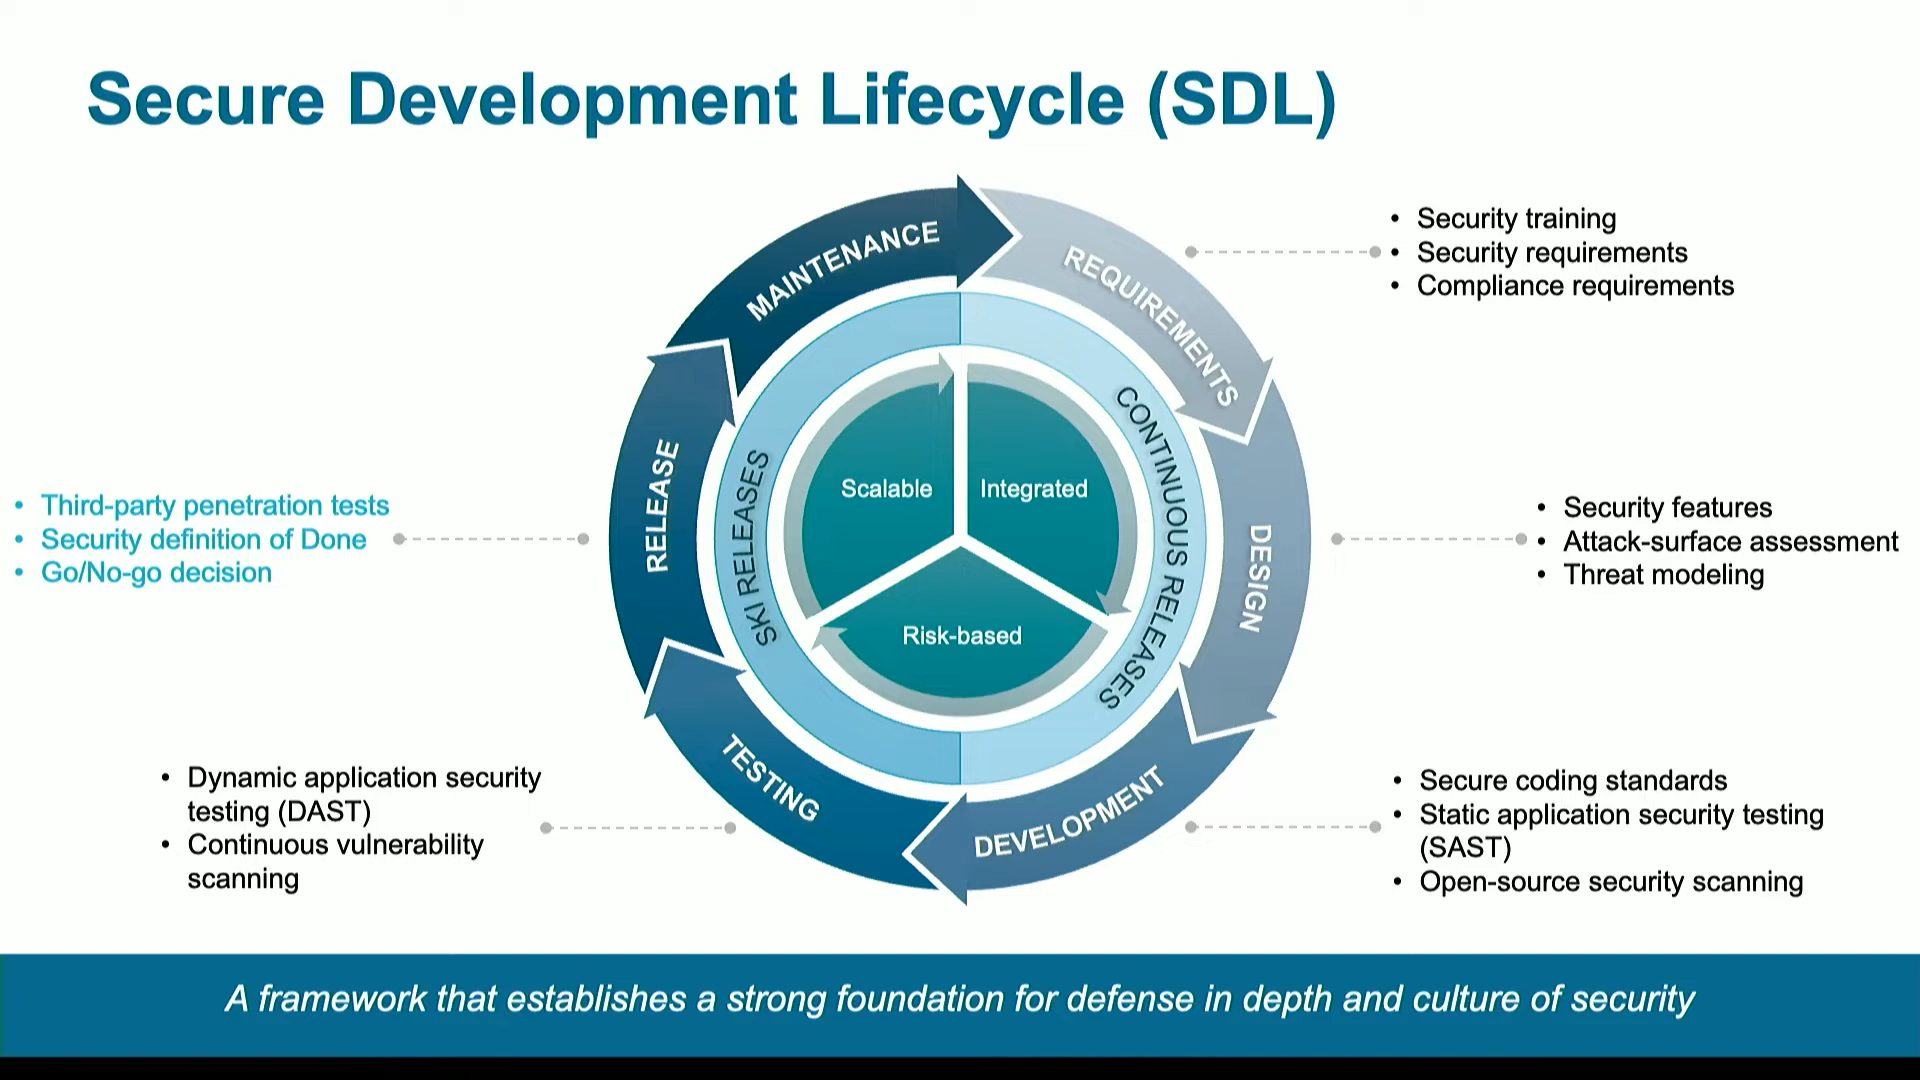 Secure Development Lifecycle (SDL)
MAINTENANCE
REQUIREMENTS
• Security training
• Security requirements
• Compliance requirements
DESIGN
• Security features
• Attack-surface assessment
• Threat modeling
DEVELOPMENT
• Secure coding standards
• Static application security testing
(SAST)
• Open-source security scanning
TESTING
• Dynamic application security
testing (DAST)
• Continuous vulnerability
scanning
RELEASE
• Third-party penetration tests
• Security definition of Done
• Go/No-go decision
SKI RELEASES
CONTINUOUS RELEASES
Scalable
Integrated
Risk-based
A framework that establishes a strong foundation for defense in depth and culture of security